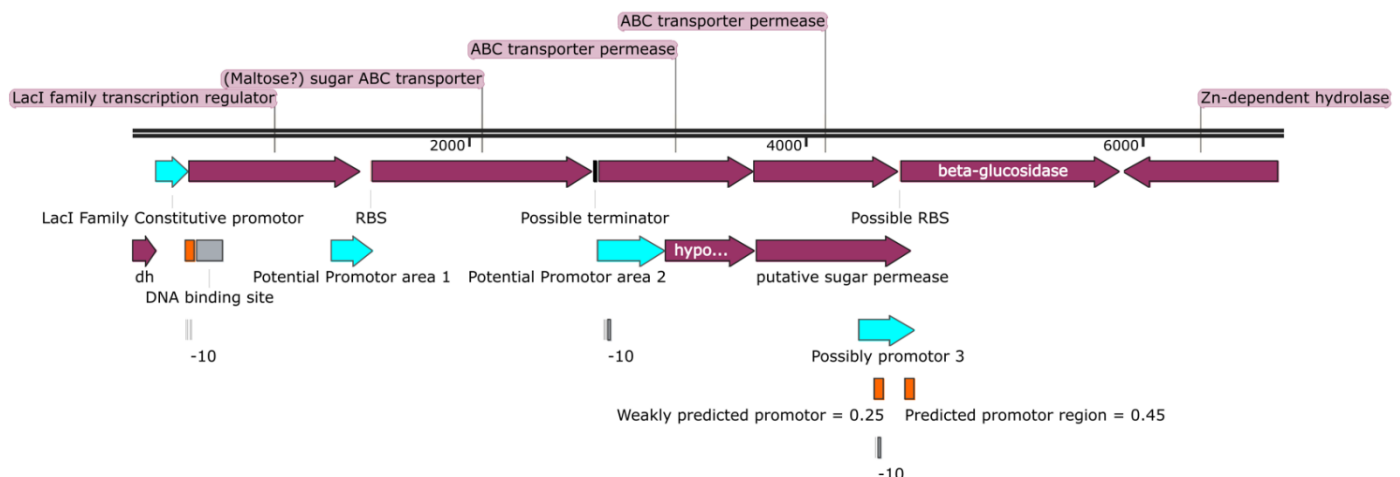 ABC transporter permease
ABC transporter permease
(Maltose?) sugar ABC transporter
LacI family transcription regulator
Zn-dependent hydrolase
2000
4000
6000
beta-glucosidase
LacI Family Constitutive promotor
RBS
Possible terminator
Possible RBS
hypo...
dh
Potential Promotor area 1
Potential Promotor area 2
putative sugar permease
DNA binding site
-10
-10
Possibly promotor 3
Weakly predicted promotor = 0.25
Predicted promotor region = 0.45
-10